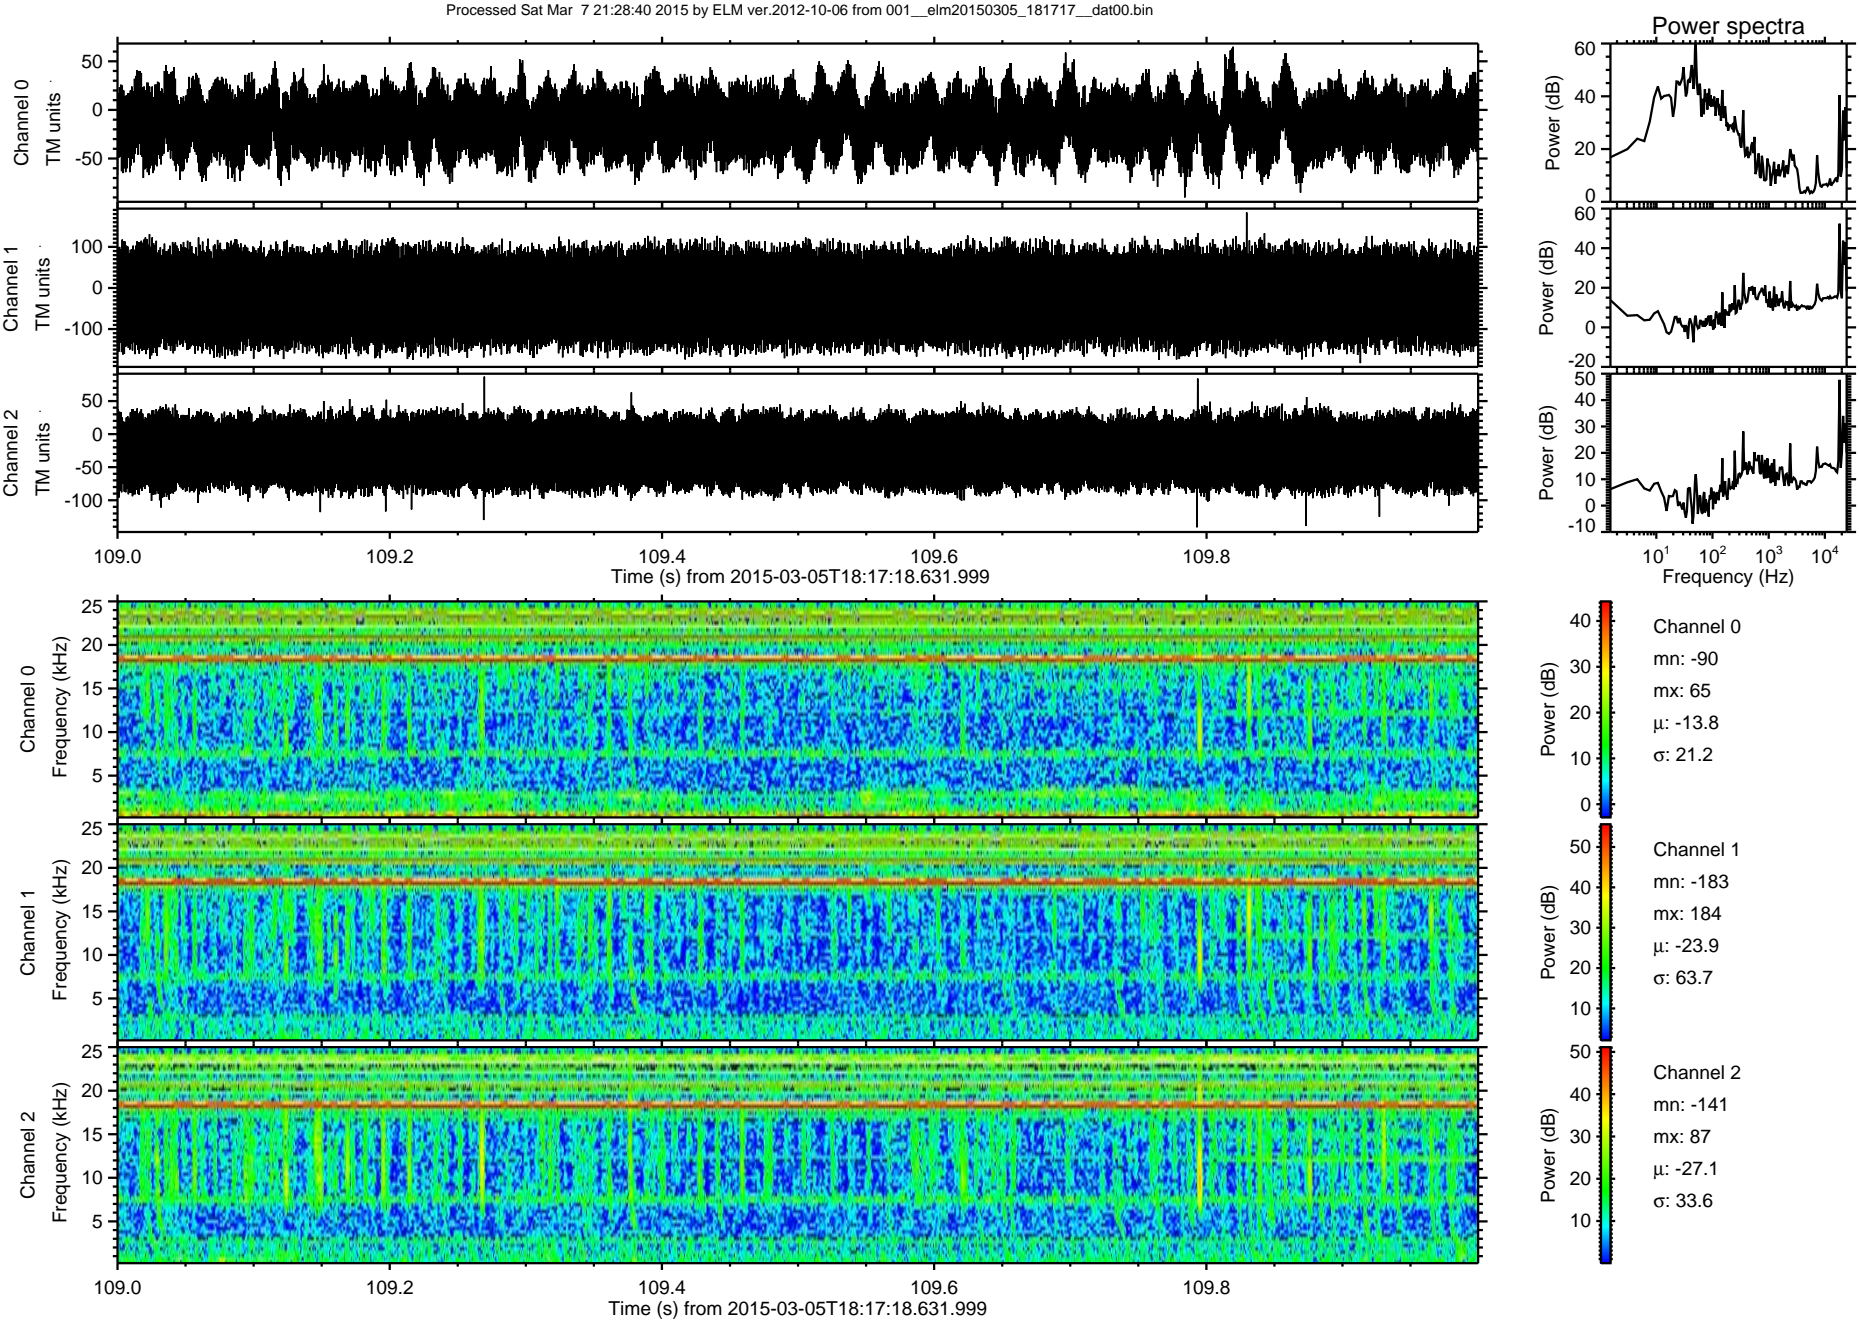 Processed Sat Mar 7 21:28:40 2015 by ELM ver.2012-10-06 from 001__elm20150305_181717__dat00.bin
Power spectra
Channel 0
TM units
50
0
-50
Power (dB)
60
40
20
0
Channel 1
TM units
100
0
-100
Power (dB)
60
40
20
0
-20
Channel 2
TM units
50
0
-50
-100
Power (dB)
50
40
30
20
10
0
-10
109.0 109.2 109.4 109.6 109.8
Time (s) from 2015-03-05T18:17:18.631.999
10^1 10^2 10^3 10^4
Frequency (Hz)
Channel 0
Frequency (kHz)
25
20
15
10
5
Power (dB)
40
30
20
10
0
Channel 0
mn: -90
mx: 65
μ: -13.8
σ: 21.2
Channel 1
Frequency (kHz)
25
20
15
10
5
Power (dB)
50
40
30
20
10
Channel 1
mn: -183
mx: 184
μ: -23.9
σ: 63.7
Channel 2
Frequency (kHz)
25
20
15
10
5
Power (dB)
50
40
30
20
10
Channel 2
mn: -141
mx: 87
μ: -27.1
σ: 33.6
109.0 109.2 109.4 109.6 109.8
Time (s) from 2015-03-05T18:17:18.631.999